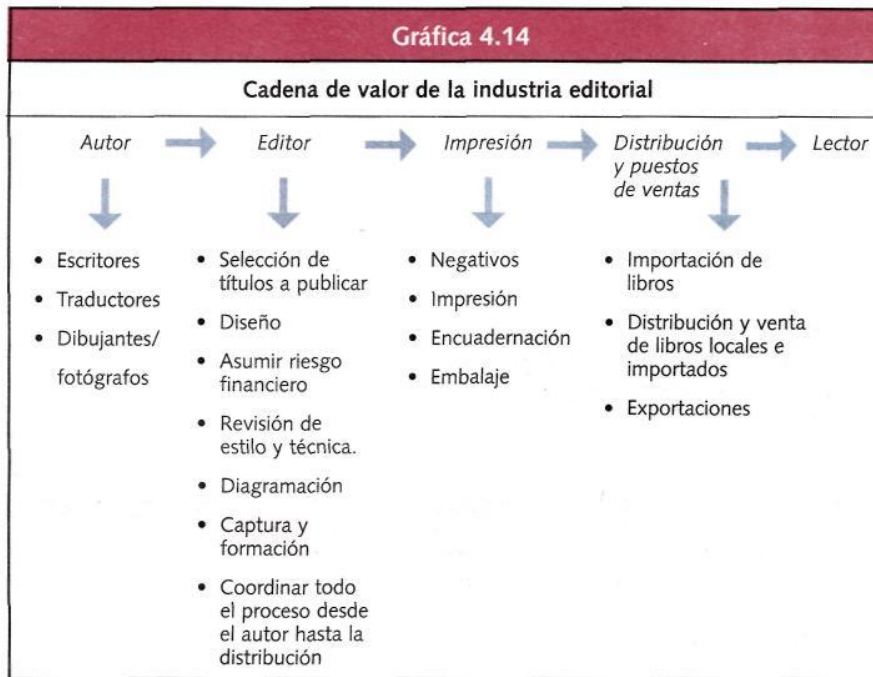 Gráfica 4.14
Cadena de valor de la industria editorial
Autor
Editor
Impresión
Distribución
y puestos
de ventas
Lector
• Escritores
• Traductores
• Dibujantes/
fotógrafos
• Selección de
títulos a publicar
• Diseño
• Asumir riesgo
financiero
• Revisión de
estilo y técnica.
• Diagramación
• Captura y
formación
• Coordinar todo
el proceso desde
el autor hasta la
distribución
• Negativos
• Impresión
• Encuadernación
• Embalaje
• Importación de
libros
• Distribución y venta
de libros locales e
importados
• Exportaciones